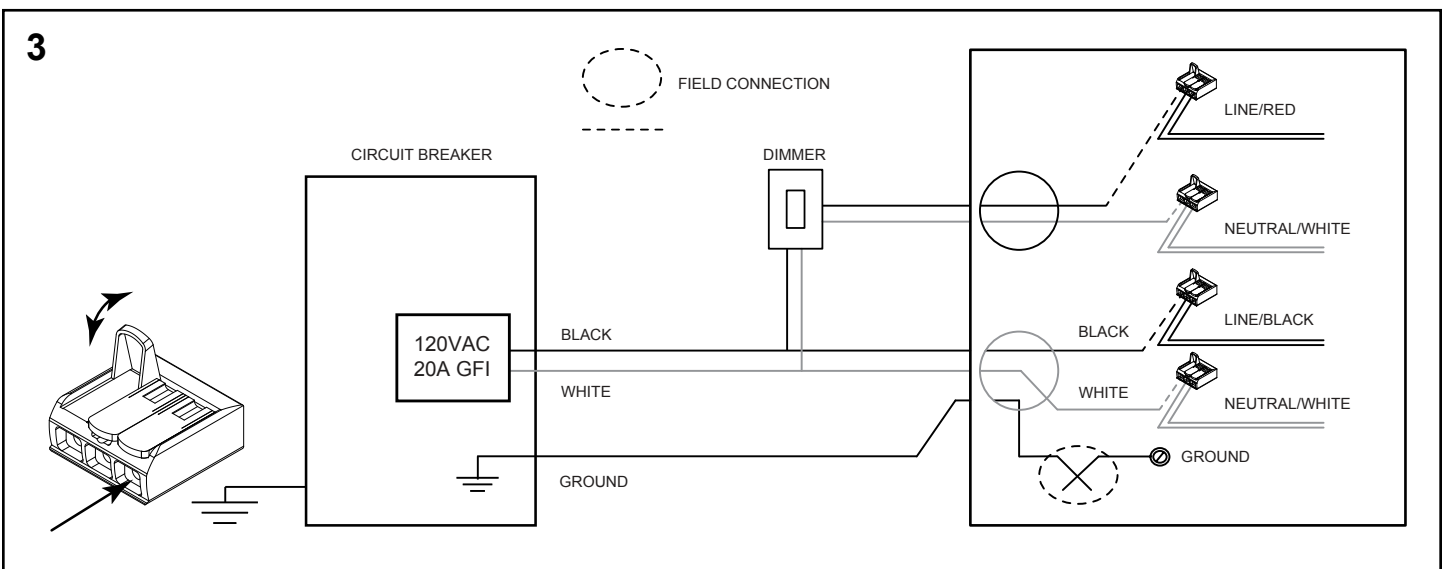 3
FIELD CONNECTION
CIRCUIT BREAKER
DIMMER
LINE/RED
NEUTRAL/WHITE
120VAC
20A GFI
BLACK
WHITE
GROUND
BLACK
LINE/BLACK
WHITE
NEUTRAL/WHITE
GROUND